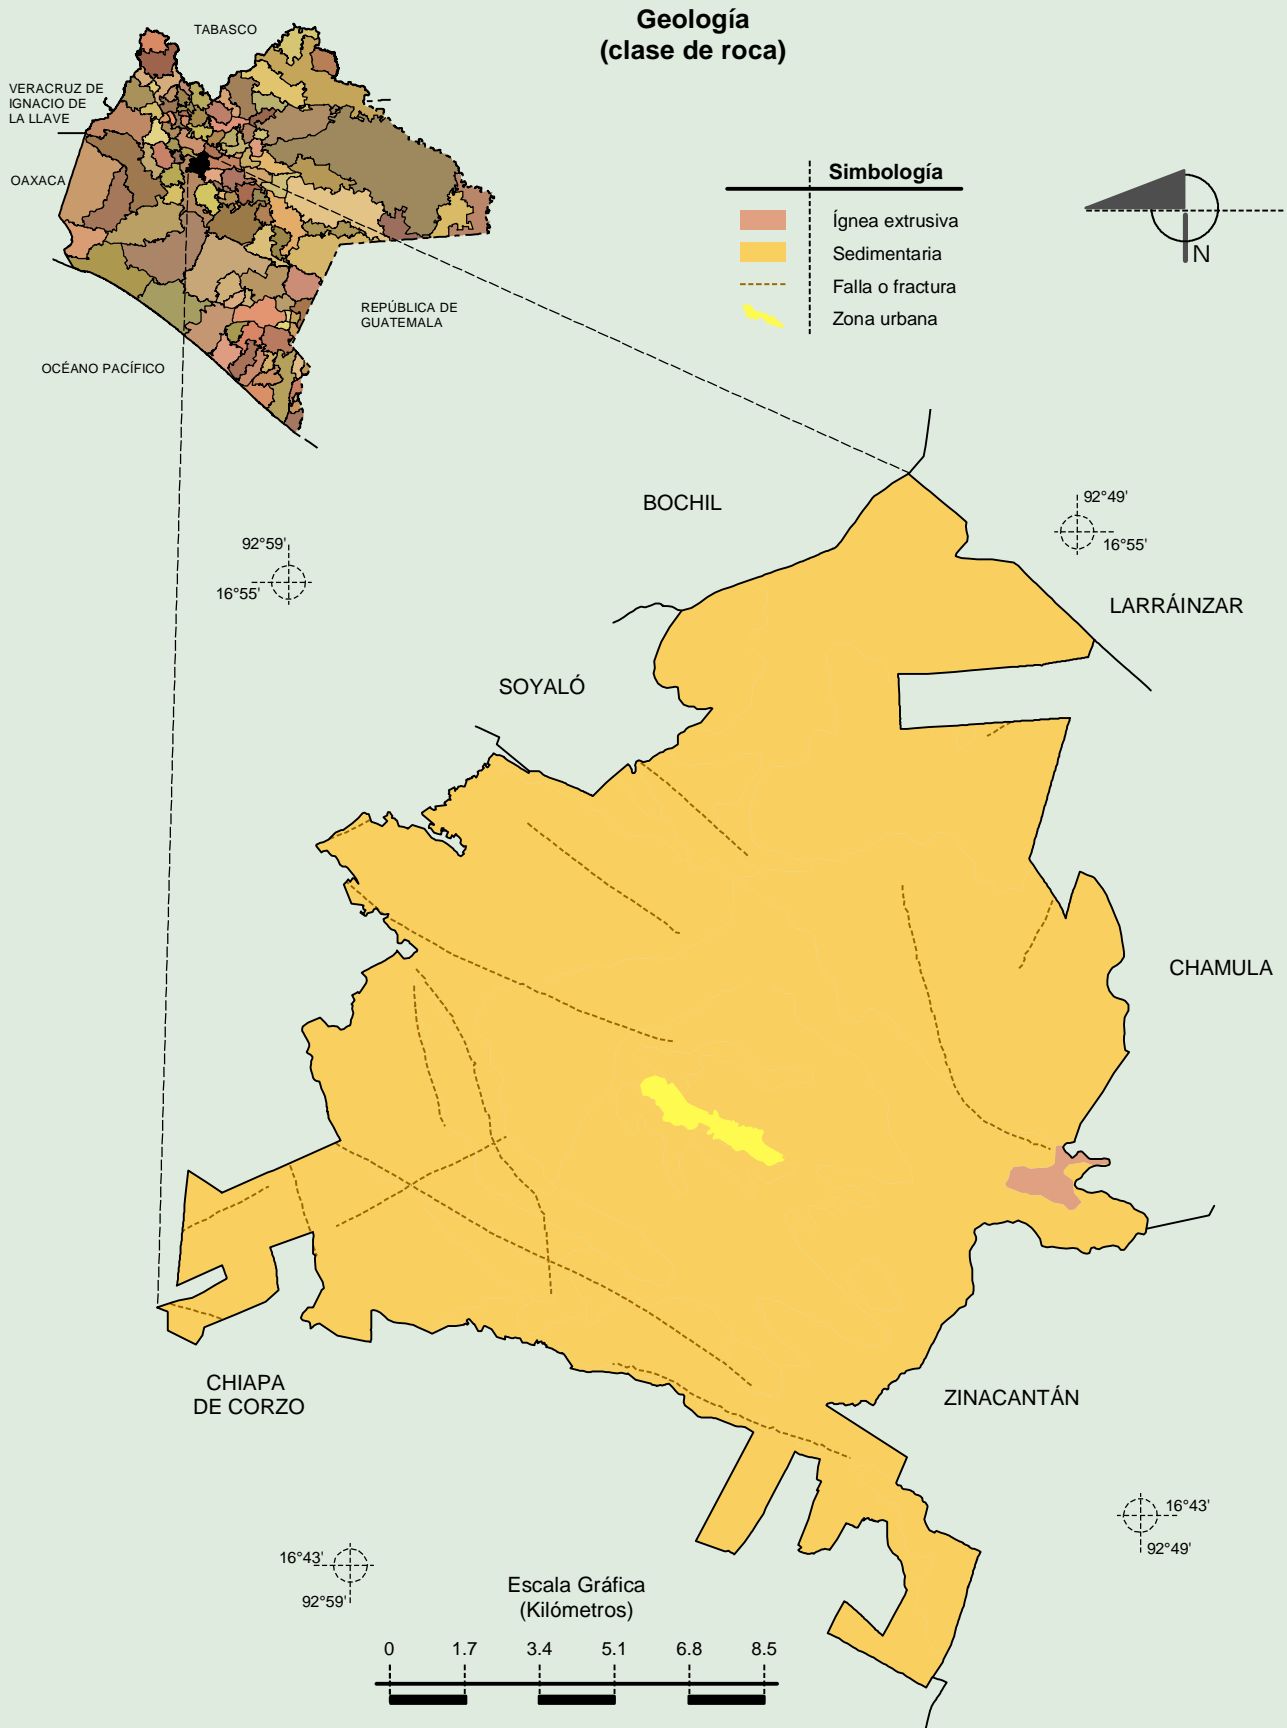 Geología
(clase de roca)
TABASCO
VERACRUZ DE
IGNACIO DE
LA LLAVE
OAXACA
REPÚBLICA DE
GUATEMALA
OCÉANO PACÍFICO
Simbología
Ígnea extrusiva
Sedimentaria
Falla o fractura
Zona urbana
N
BOCHIL
92°49'
16°55'
92°59'
16°55'
LARRÁINZAR
SOYALÓ
CHAMULA
CHIAPA
DE CORZO
ZINACANTÁN
16°43'
92°49'
16°43'
92°59'
Escala Gráfica
(Kilómetros)
0 1.7 3.4 5.1 6.8 8.5